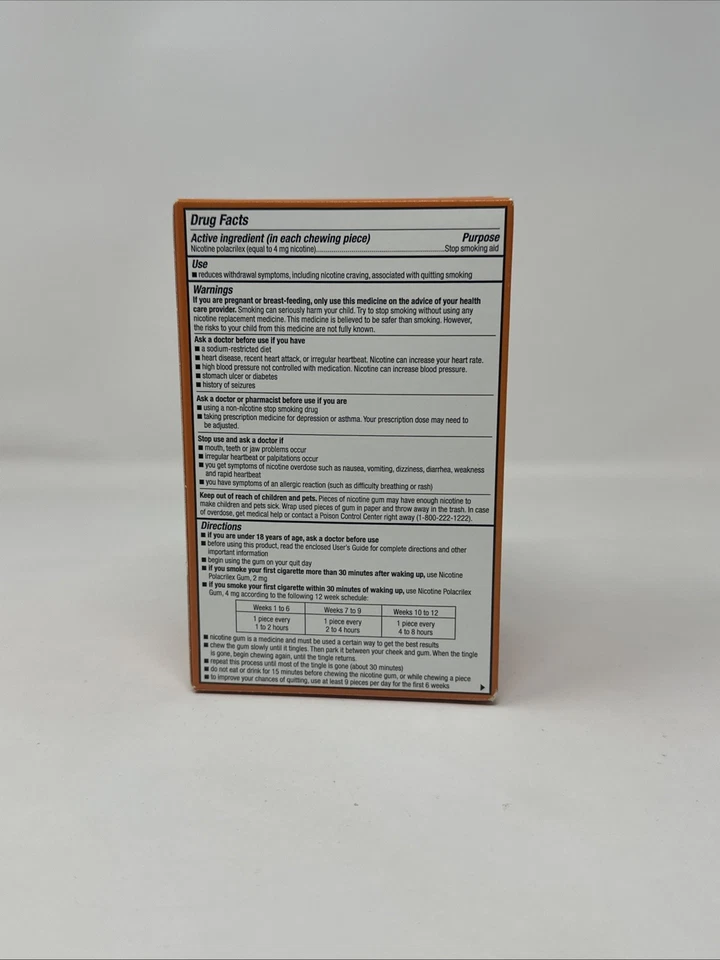 Drug Facts
Active ingredient (in each chewing piece) Purpose
Nicotine polacrilex (equal to 4 mg nicotine)........................................Stop smoking aid
Use
■ reduces withdrawal symptoms, including nicotine craving, associated with quitting smoking
Warnings
If you are pregnant or breast-feeding, only use this medicine on the advice of your health
care provider. Smoking can seriously harm your child. Try to stop smoking without using any
nicotine replacement medicine. This medicine is believed to be safer than smoking. However,
the risks to your child from this medicine are not fully known.
Ask a doctor before use if you have
■ a sodium-restricted diet
■ heart disease, recent heart attack, or irregular heartbeat. Nicotine can increase your heart rate.
■ high blood pressure not controlled with medication. Nicotine can increase blood pressure.
■ stomach ulcer or diabetes
■ history of seizures
Ask a doctor or pharmacist before use if you are
■ using a non-nicotine stop smoking drug
■ taking prescription medicine for depression or asthma. Your prescription dose may need to
be adjusted.
Stop use and ask a doctor if
■ mouth, teeth or jaw problems occur
■ irregular heartbeat or palpitations occur
■ you get symptoms of nicotine overdose such as nausea, vomiting, dizziness, diarrhea, weakness
and rapid heartbeat
■ you have symptoms of an allergic reaction (such as difficulty breathing or rash)
Keep out of reach of children and pets. Pieces of nicotine gum may have enough nicotine to
make children and pets sick. Wrap used pieces of gum in paper and throw away in the trash. In case
of overdose, get medical help or contact a Poison Control Center right away (1-800-222-1222).
Directions
■ if you are under 18 years of age, ask a doctor before use
■ before using this product, read the enclosed User's Guide for complete directions and other
important information
■ begin using the gum on your quit day
■ if you smoke your first cigarette more than 30 minutes after waking up, use Nicotine
Polacrilex Gum, 2 mg
■ if you smoke your first cigarette within 30 minutes of waking up, use Nicotine Polacrilex
Gum, 4 mg according to the following 12 week schedule:
Weeks 1 to 6 Weeks 7 to 9 Weeks 10 to 12
1 piece every 1 piece every 1 piece every
1 to 2 hours 2 to 4 hours 4 to 8 hours
■ nicotine gum is a medicine and must be used a certain way to get the best results
■ chew the gum slowly until it tingles. Then park it between your cheek and gum. When the tingle
is gone, begin chewing again, until the tingle returns.
■ repeat this process until most of the tingle is gone (about 30 minutes)
■ do not eat or drink for 15 minutes before chewing the nicotine gum, or while chewing a piece
■ to improve your chances of quitting, use at least 9 pieces per day for the first 6 weeks